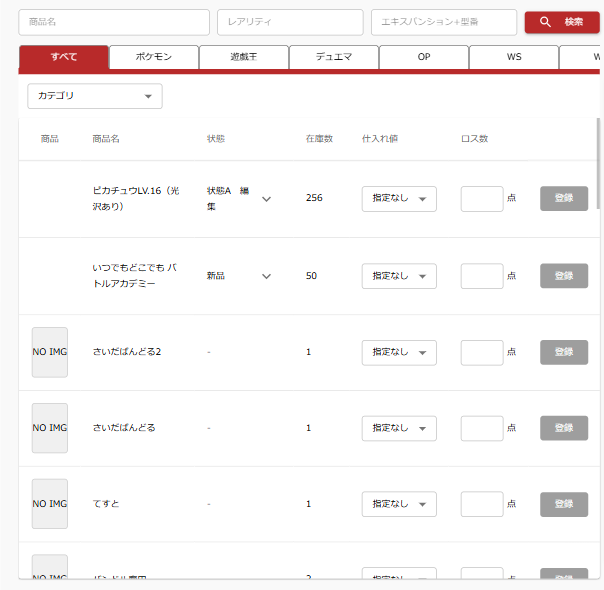 商品名 レアリティ エキスパンション+型番 検索
すべて ポケモン 遊戯王 デュエマ OP WS
カテゴリ
商品 商品名 状態 在庫数 仕入れ値 ロス数
ピカチュウLV.16（光 状態A 編
沢あり） 集 256 指定なし 点 登録
いつでもどこでも バ
トルアカデミー 新品 50 指定なし 点 登録
NO IMG さいだばんどる2 - 1 指定なし 点 登録
NO IMG さいだばんどる - 1 指定なし 点 登録
NO IMG てすと - 1 指定なし 点 登録
NO IMG 指定なし 点 登録